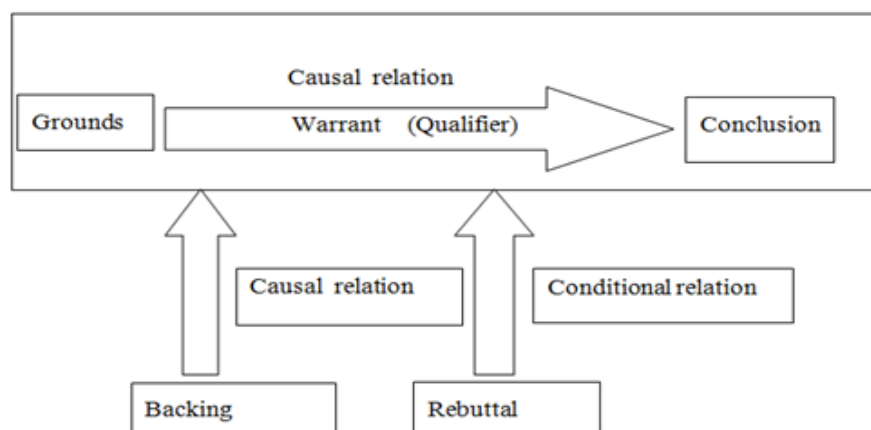 Causal relation
Grounds
Warrant (Qualifier)
Conclusion
Causal relation
Conditional relation
Backing
Rebuttal